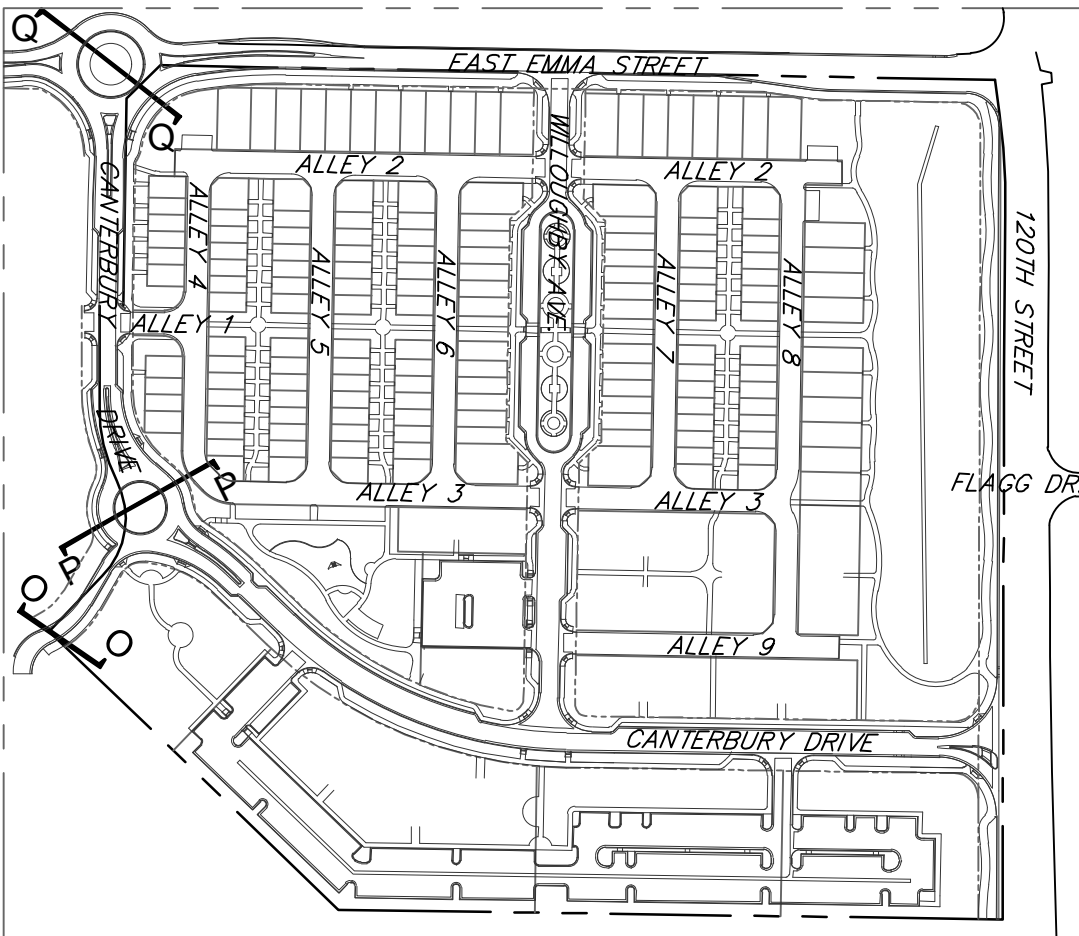 Q
EAST EMMA STREET
Q
WILLOUGHBY AVE.
ALLEY 2
ALLEY 2
CANTERBURY
DRIVE
ALLEY 4
ALLEY 5
ALLEY 6
ALLEY 7
ALLEY 8
120TH STREET
ALLEY 1
P
ALLEY 3
ALLEY 3
FLAGG DR
P
O
O
ALLEY 9
CANTERBURY DRIVE